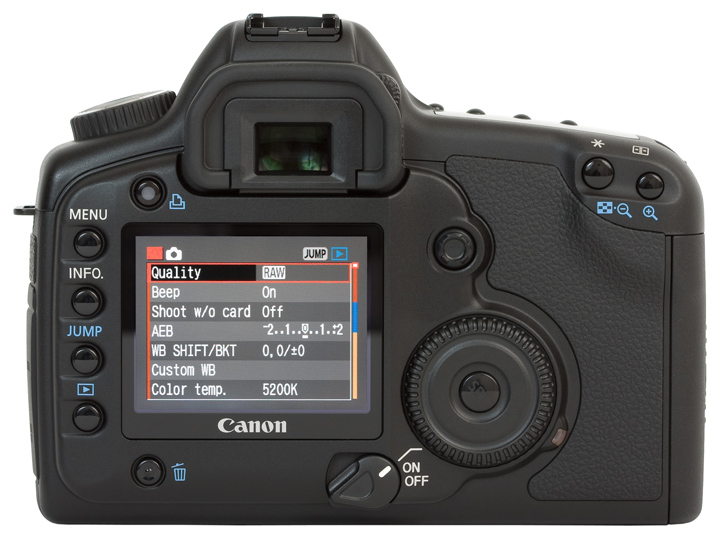 MENU
INFO.
JUMP
JUMP
Quality RAW
Beep On
Shoot w/o card Off
AEB -2..1..0..1.+2
WB SHIFT/BKT 0,0/±0
Custom WB
Color temp. 5200K
Canon
ON
OFF